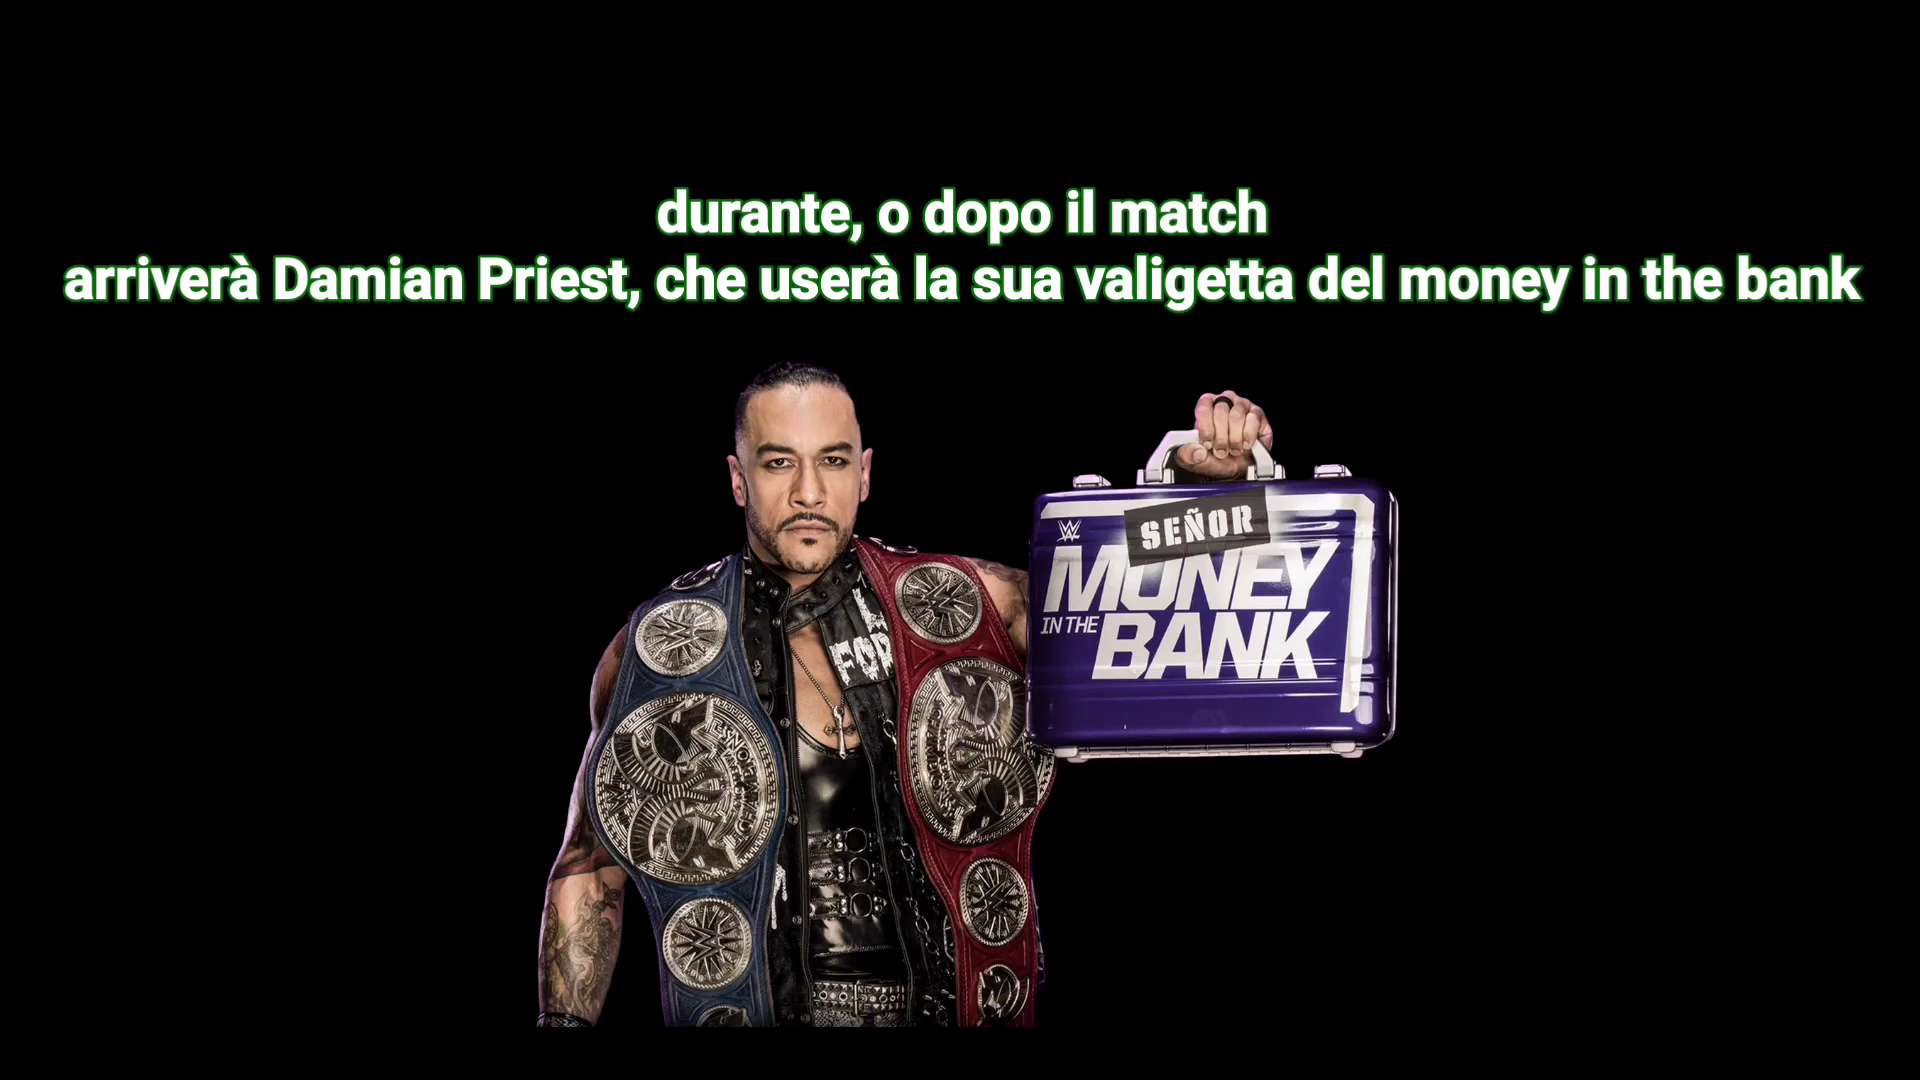 durante, o dopo il match
arriverà Damian Priest, che userà la sua valigetta del money in the bank
SEÑOR
MONEY
IN THE
BANK